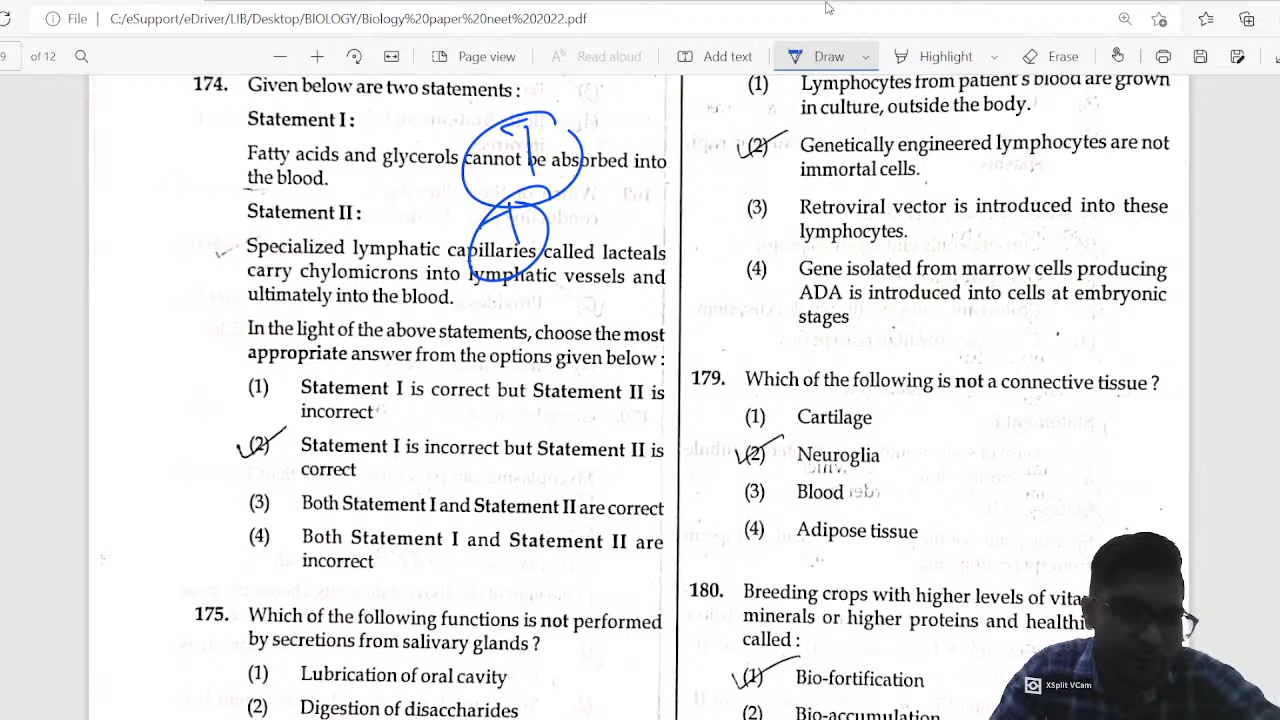 File
C:/eSupport/eDriver/LIB/Desktop/BIOLOGY/Biology%20paper%20neet%202022.pdf
9 of 12
Page view
Read aloud
Add text
Draw
Highlight
Erase
174. Given below are two statements :
Statement I :
Fatty acids and glycerols cannot be absorbed into
the blood.
Statement II :
Specialized lymphatic capillaries called lacteals
carry chylomicrons into lymphatic vessels and
ultimately into the blood.
In the light of the above statements, choose the most
appropriate answer from the options given below :
(1) Statement I is correct but Statement II is
incorrect
(2) Statement I is incorrect but Statement II is
correct
(3) Both Statement I and Statement II are correct
(4) Both Statement I and Statement II are
incorrect
175. Which of the following functions is not performed
by secretions from salivary glands ?
(1) Lubrication of oral cavity
(2) Digestion of disaccharides
(1) Lymphocytes from patient's blood are grown
in culture, outside the body.
(2) Genetically engineered lymphocytes are not
immortal cells.
(3) Retroviral vector is introduced into these
lymphocytes.
(4) Gene isolated from marrow cells producing
ADA is introduced into cells at embryonic
stages
179. Which of the following is not a connective tissue ?
(1) Cartilage
(2) Neuroglia
(3) Blood
(4) Adipose tissue
180. Breeding crops with higher levels of
minerals or higher proteins and
called :
(1) Bio-fortification
(2) Bio-accumulation
XSplit VCam